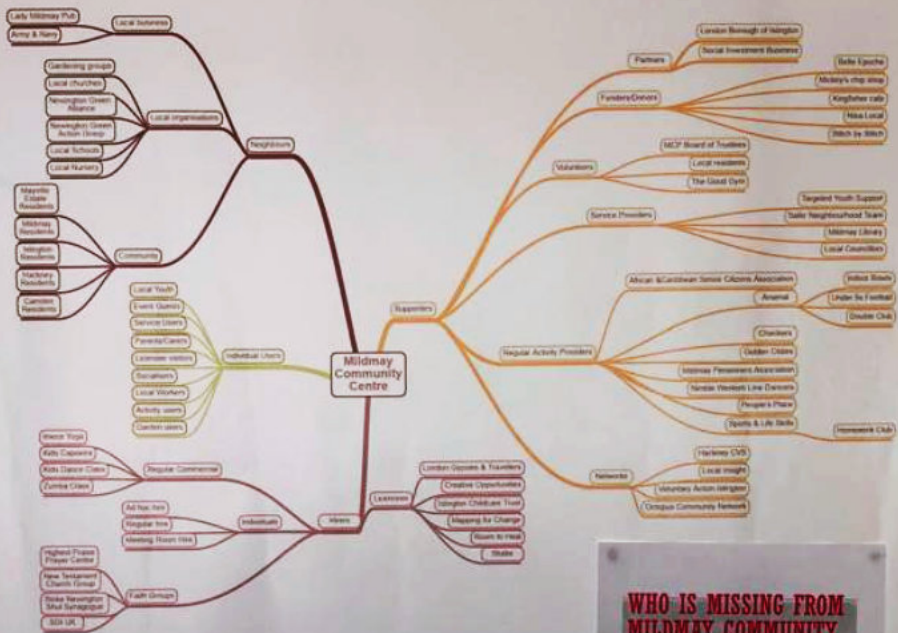 Lady Mildmay Pub
Army & Navy
Local business
Gardening groups
Local churches
Newington Green
Alliance
Newington Green
Action Group
Local Schools
Local Nursery
Local organisations
Neighbours
Mayville
Estate
Residents
Mildmay
Residents
Islington
Residents
Hackney
Residents
Camden
Residents
Community
Local Youth
Event Guests
Service Users
Parents/Carers
Licensee visitors
Local Workers
Activity users
Garden users
Individual Users
Mildmay
Community
Centre
Yoga
Kids Capoeira
Kids Dance Class
Zumba Class
Regular Commercial
Ad hoc hire
Regular hire
Meeting Room Hire
Individuals
Hirers
Highest Praise
Prayer Centre
New Testament
Church Group
Stoke Newington
Shul Synagogue
SGI UK
Faith Groups
Licensees
London Gypsies & Travellers
Creative Opportunities
Islington Childcare Trust
Mapping for Change
Room to Heal
Supporters
Partners
London Borough of Islington
Social Investment Business
Funders/Donors
Belle Epoque
Mickey's chip shop
Kingfisher cafe
Nisa Local
Stitch by Stitch
Volunteers
MCP Board of Trustees
Local residents
The Good Gym
Service Providers
Targeted Youth Support
Safer Neighbourhood Team
Mildmay Library
Local Councillors
Regular Activity Providers
African & Caribbean Senior Citizens Association
Arsenal
Indoor Bowls
Under 9s Football
Double Club
Checkers
Golden Oldies
Mildmay Pensioners Association
Line Dancers
People's Place
Sports & Life Skills
Homework Club
Networks
Hackney CVS
Local insight
Voluntary Action Islington
Octopus Community Network
WHO IS MISSING FROM
MILDMAY COMMUNITY